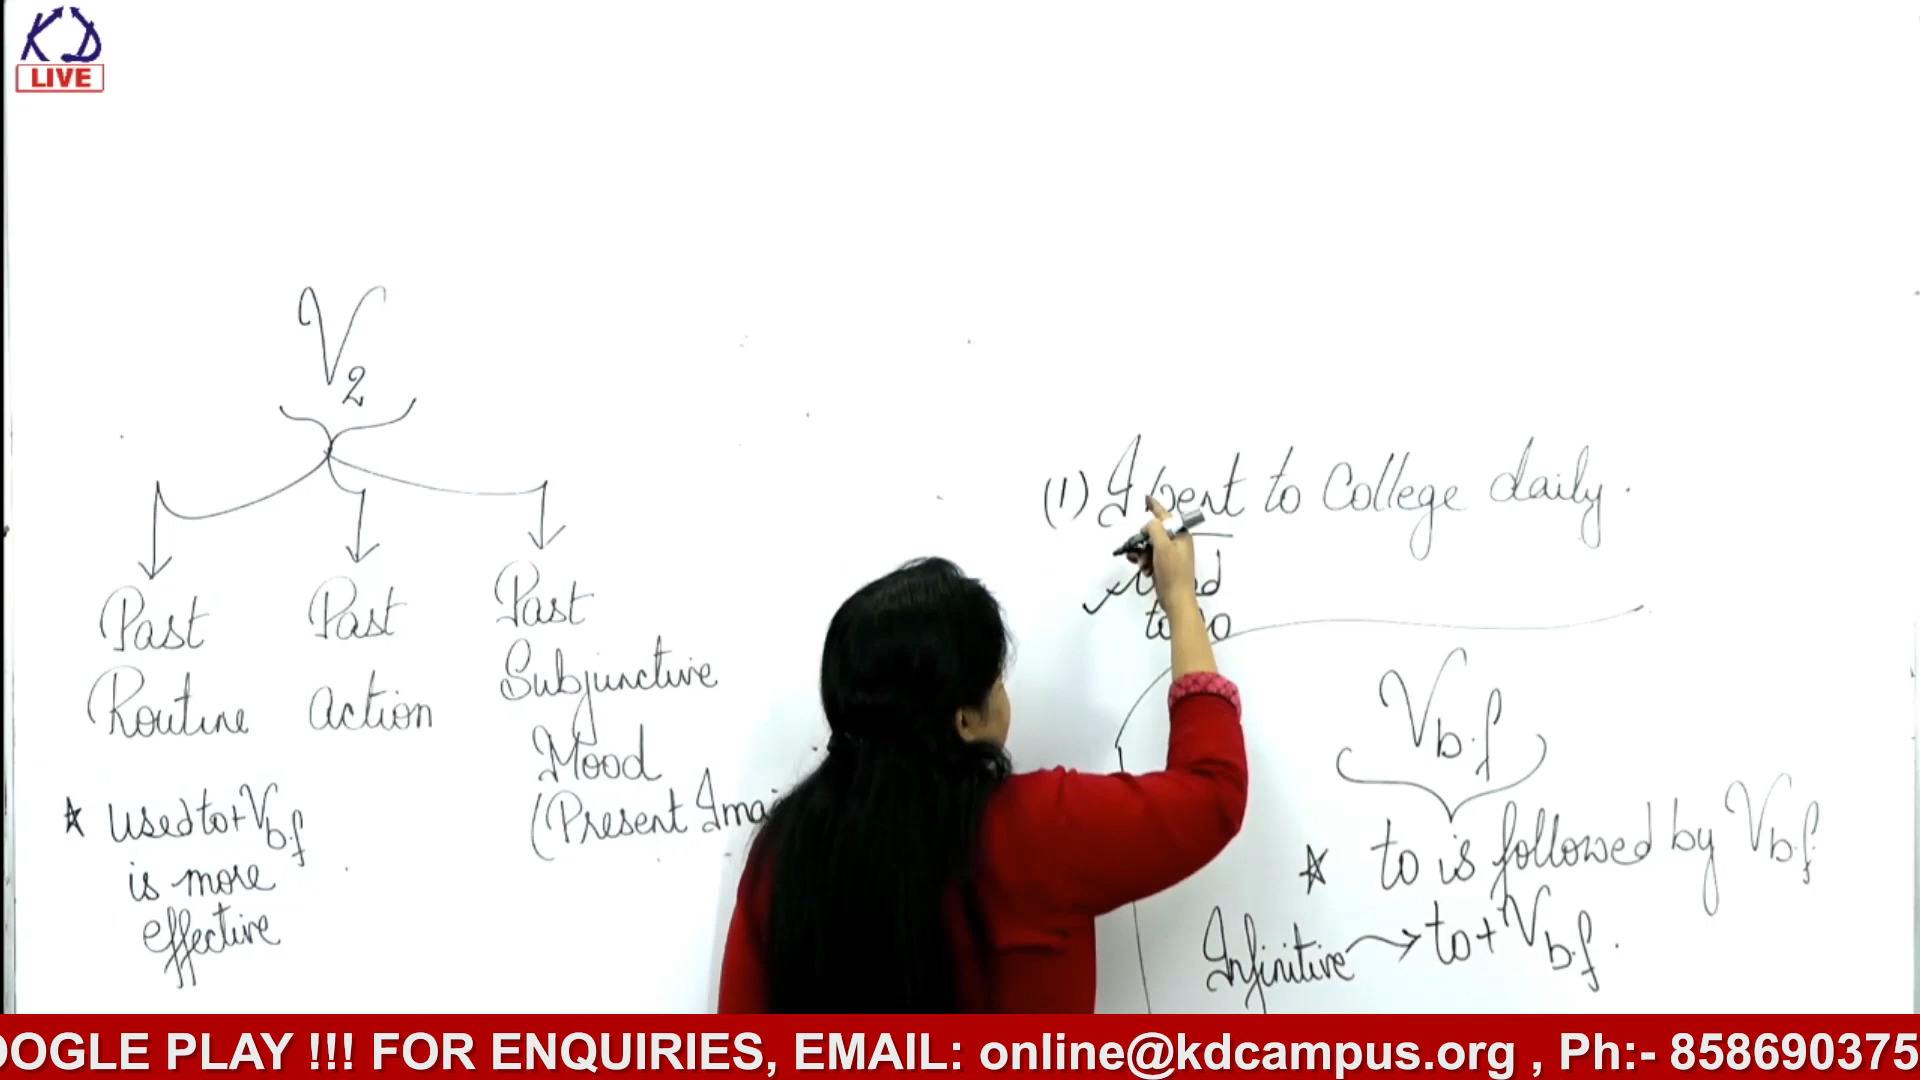 KD
LIVE
V2
Past Routine
Past action
Past Subjunctive Mood
(Present Ima
★ used to + Vb.f
is more
effective
(1) I went to College daily.
to go
Vb.f
★ to is followed by Vb.f
Infinitive → to + Vb.f.
OOGLE PLAY !!! FOR ENQUIRIES, EMAIL: online@kdcampus.org , Ph:- 858690375